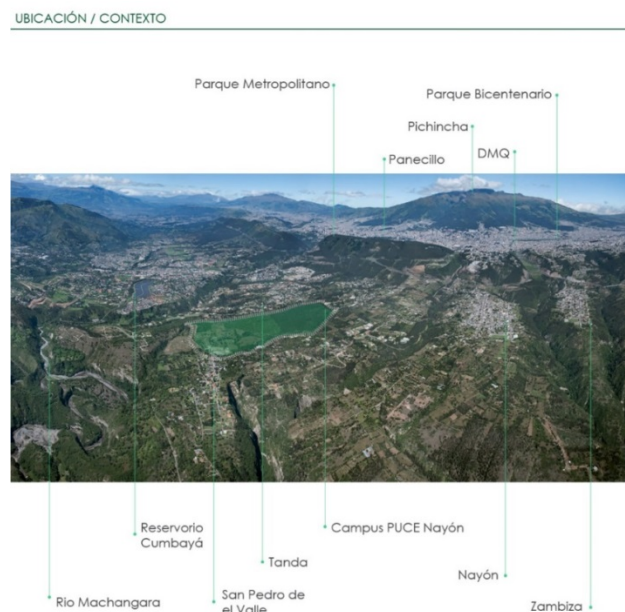 UBICACIÓN / CONTEXTO
Parque Metropolitano
Parque Bicentenario
Pichincha
Panecillo
DMQ
Reservorio
Cumbayá
Campus PUCE Nayón
Tanda
Nayón
Rio Machangara
San Pedro de
el Valle
Zambiza